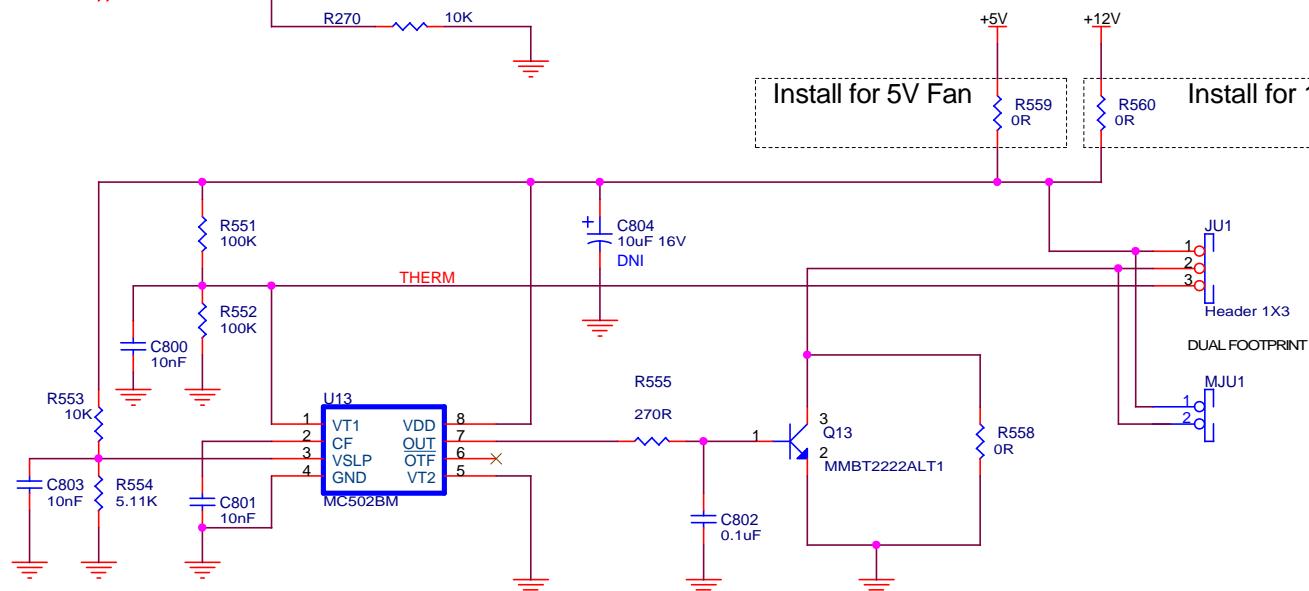 R270 10K
+5V +12V
Install for 5V Fan R559 R560 Install for
0R 0R
R551
100K
+ C804
10uF 16V
DNI
JU1
1
2
3
Header 1X3
THERM
R552
100K
C800
10nF
DUAL FOOTPRINT
R553
10K
R555
270R
MJU1
1
2
U13
1 VT1 VDD 8
2 CF OUT 7
3 VSLP OTF 6
4 GND VT2 5
MC502BM
1
3
Q13
2
MMBT2222ALT1
R558
0R
C803
10nF
R554
5.11K
C801
10nF
C802
0.1uF